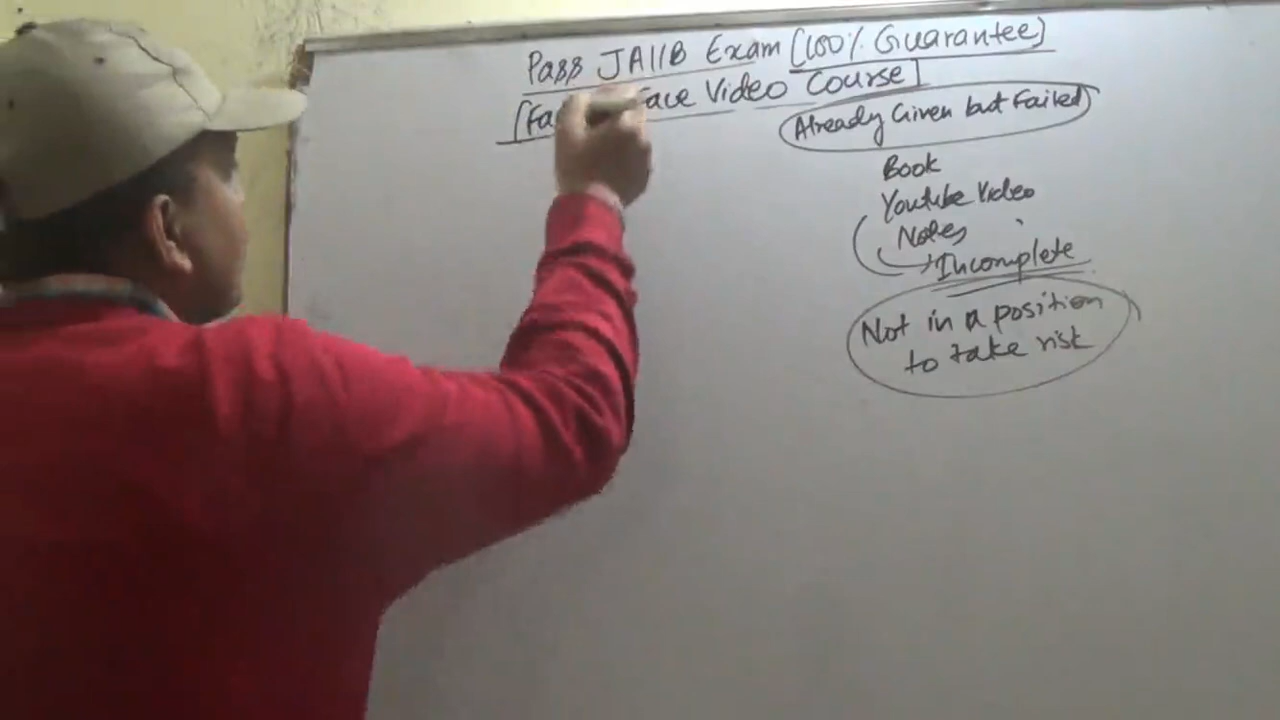 Pass JAIIB Exam [100% Guarantee]
[Fa Face Video Course]
Already Given but Failed
Book
Youtube Video
Notes
Incomplete
Not in a position
to take risk